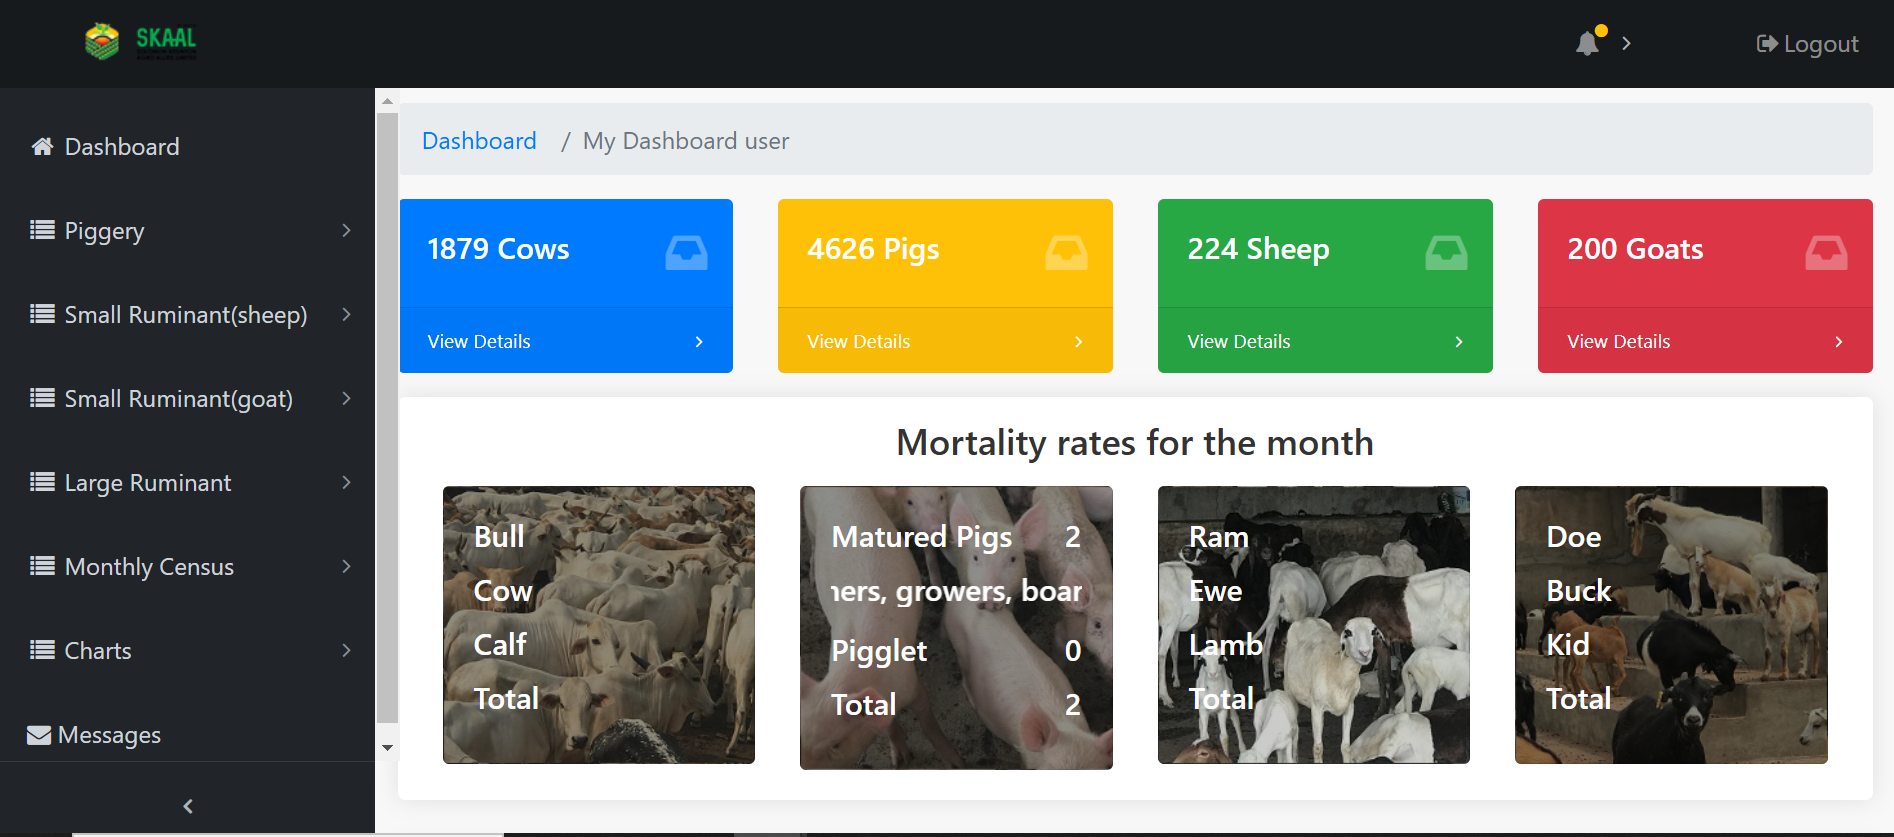 SKAAL
Logout
Dashboard
Piggery
Small Ruminant(sheep)
Small Ruminant(goat)
Large Ruminant
Monthly Census
Charts
Messages
Dashboard / My Dashboard user
1879 Cows
View Details
4626 Pigs
View Details
224 Sheep
View Details
200 Goats
View Details
Mortality rates for the month
Bull
Cow
Calf
Total
Matured Pigs 2
ners, growers, boar
Pigglet 0
Total 2
Ram
Ewe
Lamb
Total
Doe
Buck
Kid
Total